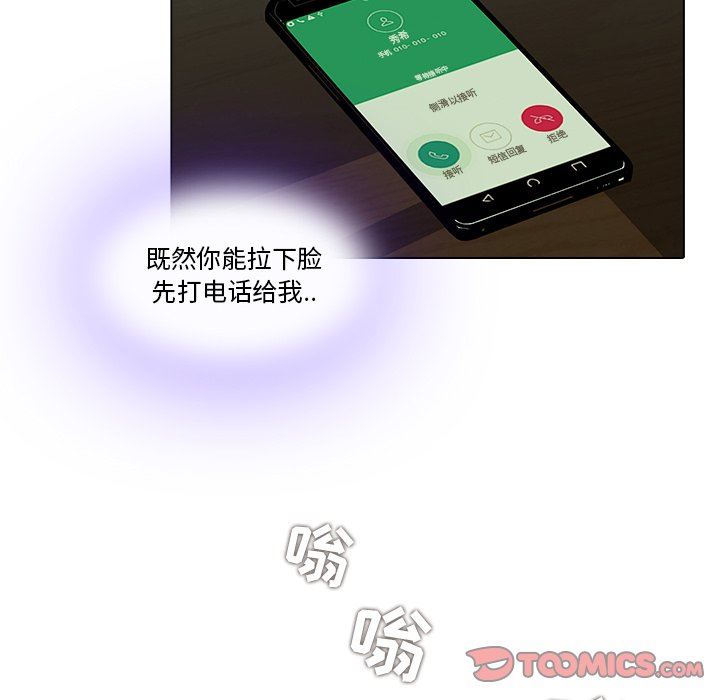 秀希
手机 010- 010- 010
等待接听中
侧滑以接听
接听
短信回复
拒绝
既然你能拉下脸
先打电话给我..
嗡
嗡
TOOMICS.COM